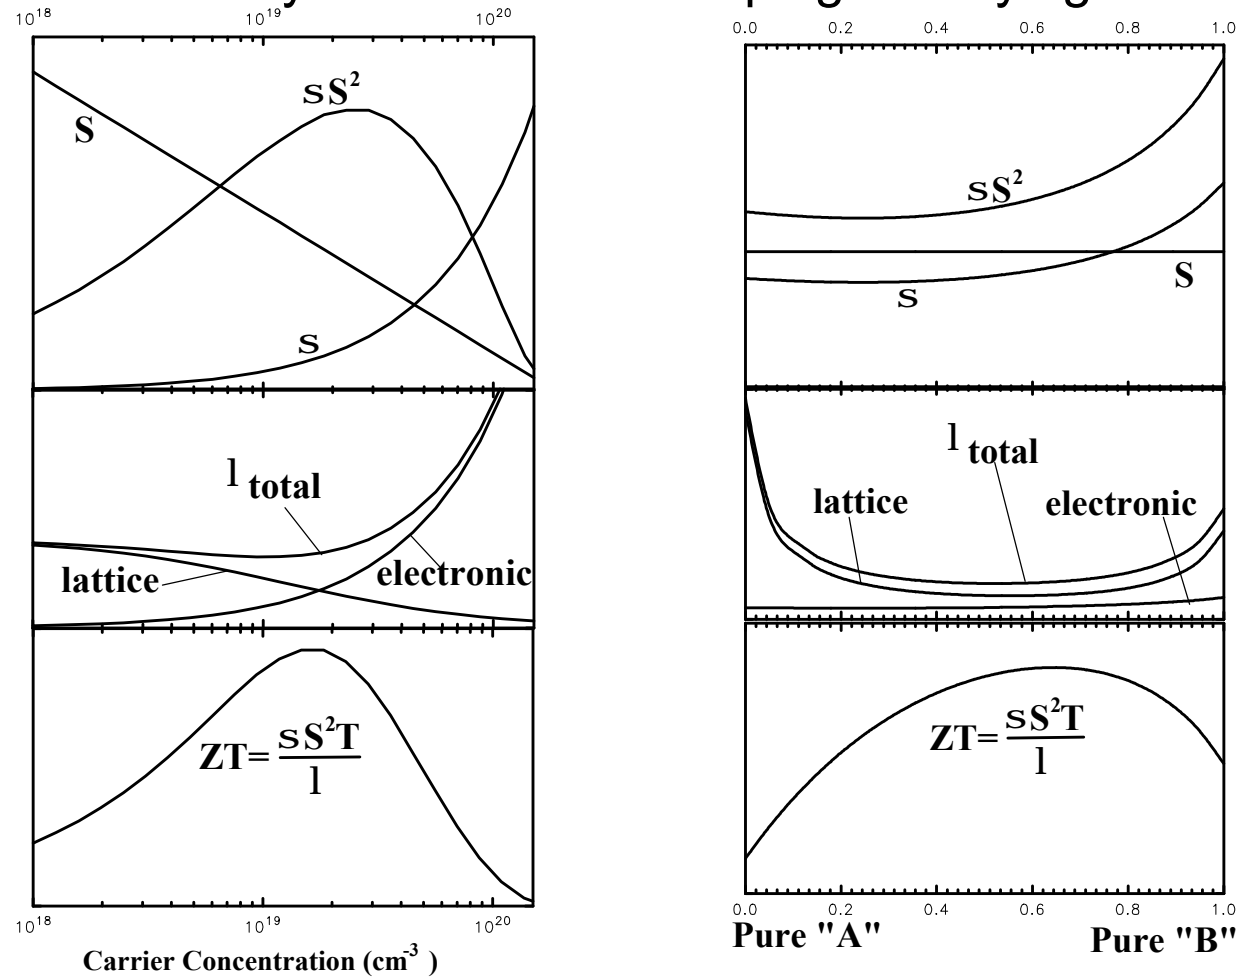 10^18 10^19 10^20
sS^2
S
s
l total
lattice
electronic
ZT= sS^2T / l
10^18 10^19 10^20
Carrier Concentration (cm^-3 )
0.0 0.2 0.4 0.6 0.8 1.0
sS^2
S
s
l total
lattice
electronic
ZT= sS^2T / l
0.0 0.2 0.4 0.6 0.8 1.0
Pure "A" Pure "B"